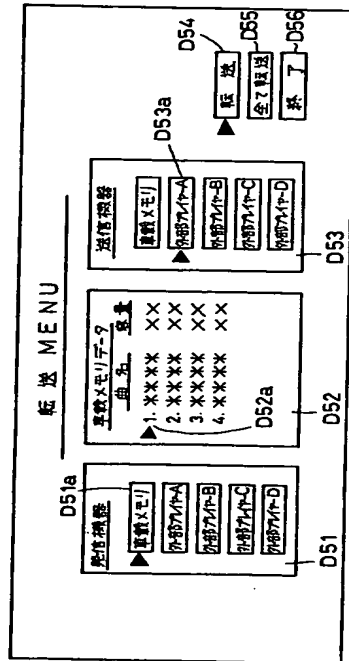 転送 MENU
発信機器
車載メモリ
外部プレイヤーA
外部プレイヤーB
外部プレイヤーC
外部プレイヤーD
D51a
D51
車載メモリデータ
曲名 容量
1. **** ××
2. **** ××
3. **** ××
4. **** ××
D52a
D52
送信機器
車載メモリ
外部プレイヤーA
外部プレイヤーB
外部プレイヤーC
外部プレイヤーD
D53a
D53
転送
D54
全て転送
D55
終了
D56